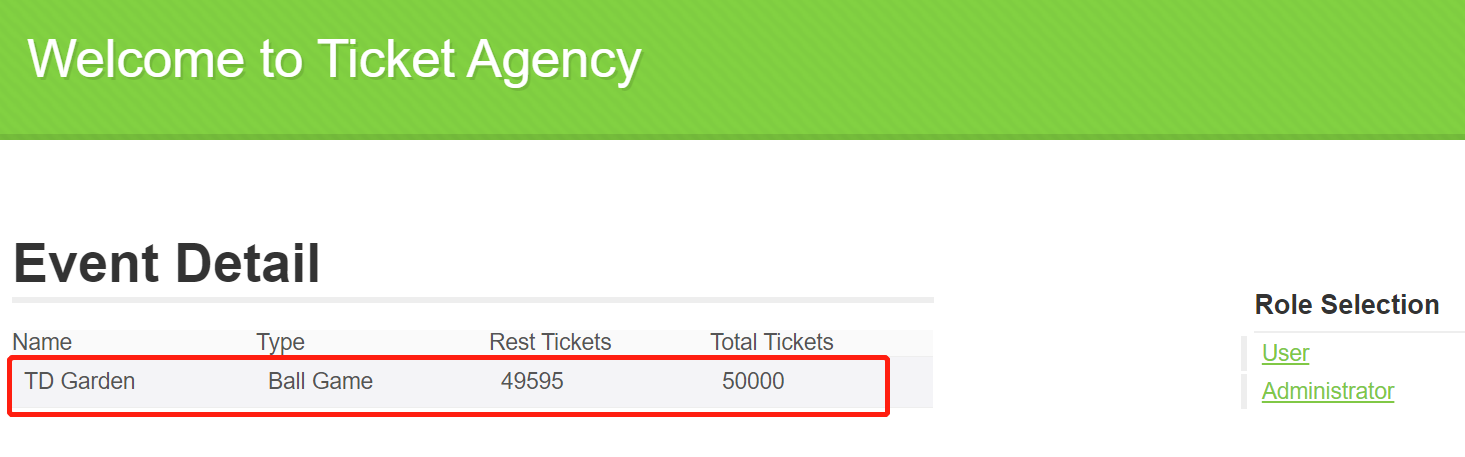 Welcome to Ticket Agency
Event Detail
Name Type Rest Tickets Total Tickets
TD Garden Ball Game 49595 50000
Role Selection
User
Administrator